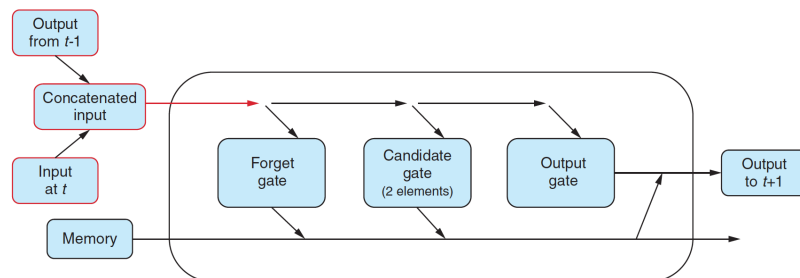 Output
from t-1
Concatenated
input
Input
at t
Memory
Forget
gate
Candidate
gate
(2 elements)
Output
gate
Output
to t+1